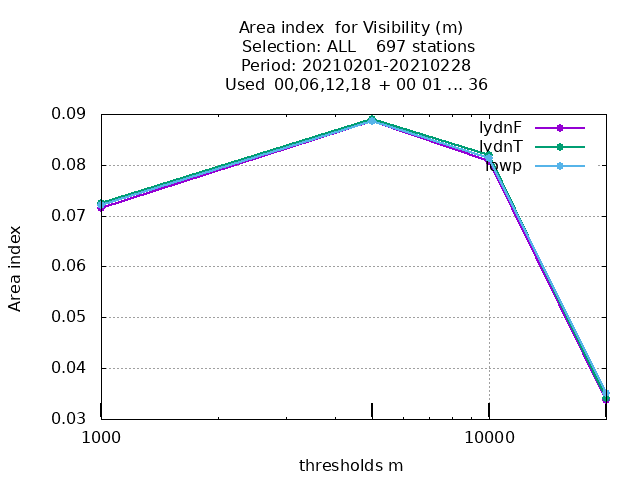 Area index  for Visibility (m)
Selection: ALL    697 stations
Period: 20210201-20210228
Used  00,06,12,18  + 00 01 ... 36
0.09
0.08
0.07
0.06
0.05
0.04
0.03
Area index
lydnF
lydnT
lowp
1000
10000
thresholds m